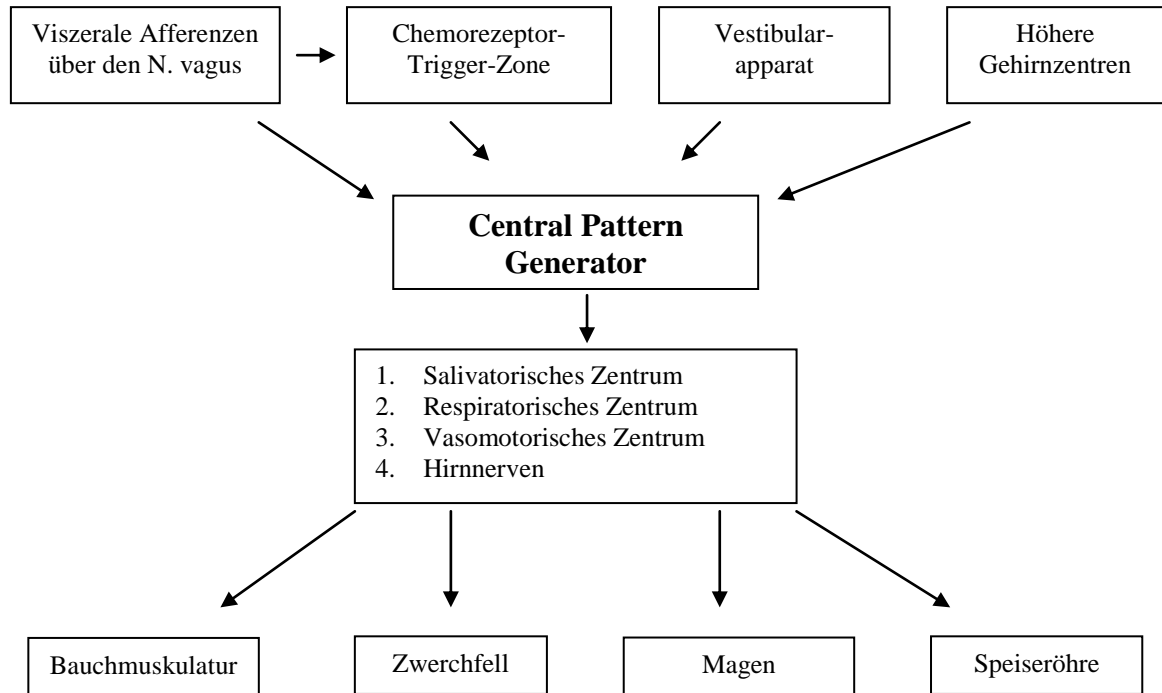 Viszerale Afferenzen
über den N. vagus
Chemorezeptor-
Trigger-Zone
Vestibular-
apparat
Höhere
Gehirnzentren
Central Pattern
Generator
1. Salivatorisches Zentrum
2. Respiratorisches Zentrum
3. Vasomotorisches Zentrum
4. Hirnnerven
Bauchmuskulatur
Zwerchfell
Magen
Speiseröhre